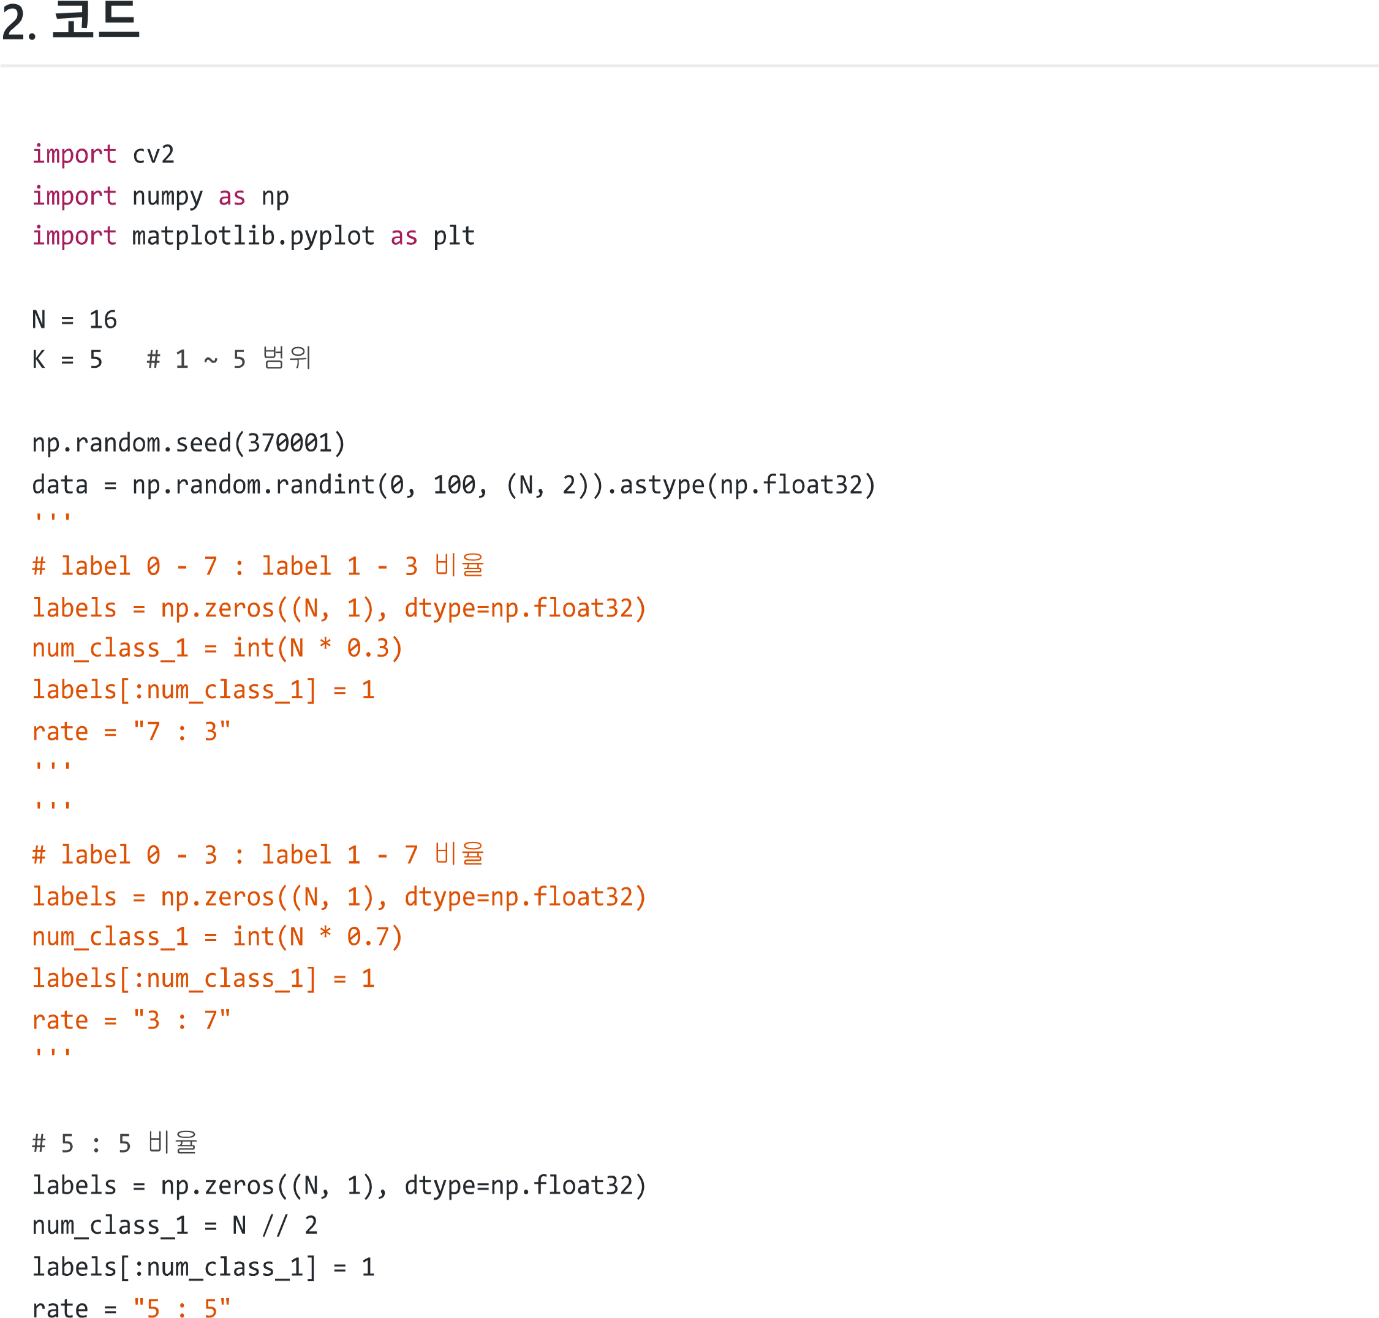 2. 코드
import cv2
import numpy as np
import matplotlib.pyplot as plt
N = 16
K = 5   # 1 ~ 5 범위
np.random.seed(370001)
data = np.random.randint(0, 100, (N, 2)).astype(np.float32)
'''
# label 0 - 7 : label 1 - 3 비율
labels = np.zeros((N, 1), dtype=np.float32)
num_class_1 = int(N * 0.3)
labels[:num_class_1] = 1
rate = "7 : 3"
'''
'''
# label 0 - 3 : label 1 - 7 비율
labels = np.zeros((N, 1), dtype=np.float32)
num_class_1 = int(N * 0.7)
labels[:num_class_1] = 1
rate = "3 : 7"
'''
# 5 : 5 비율
labels = np.zeros((N, 1), dtype=np.float32)
num_class_1 = N // 2
labels[:num_class_1] = 1
rate = "5 : 5"